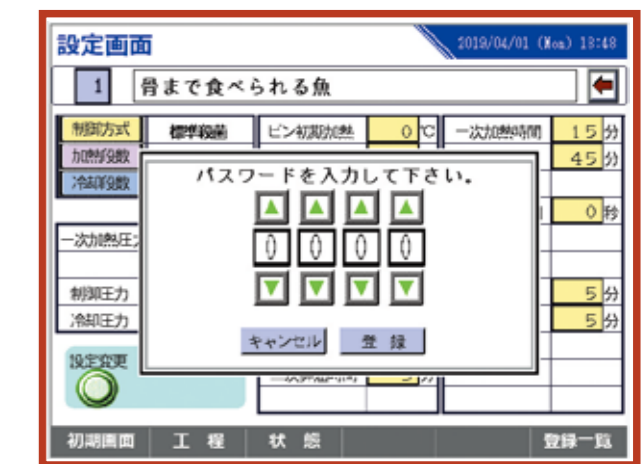 設定画面 2019/04/01 (Mon) 13:48
1 骨まで食べられる魚
制御方式 標準殺菌 ピン初期加熱 0 ℃ 一次加熱時間 15 分
加熱段数 45 分
冷却段数
パスワードを入力して下さい。
0 秒
一次加熱圧
0 0 0 0
制御圧力 5 分
冷却圧力 5 分
キャンセル 登録
設定変更
初期画面 工程 状態 登録一覧